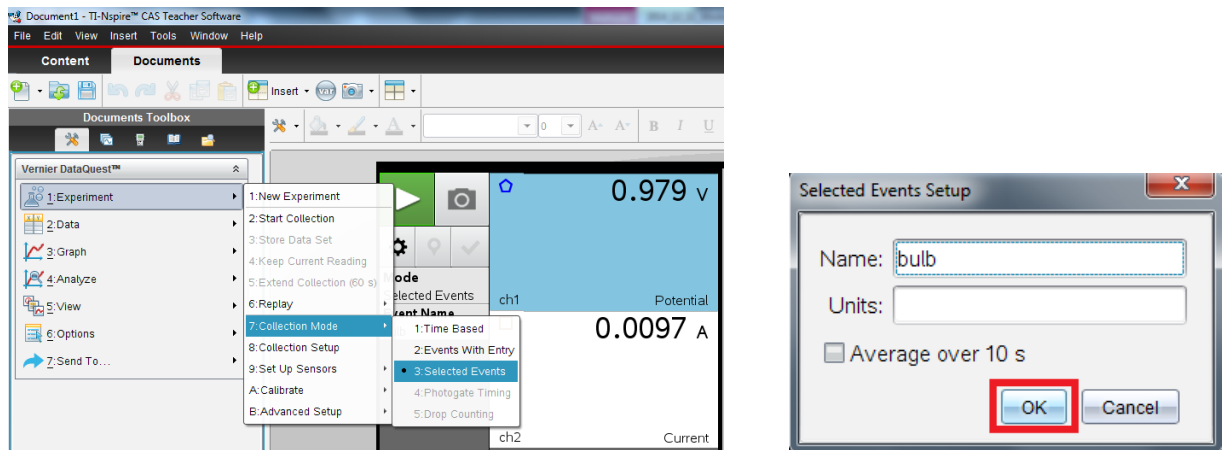 Document1 - TI-Nspire™ CAS Teacher Software
File Edit View Insert Tools Window Help
Content Documents
Insert
var
Documents Toolbox
0 A A B I U
Vernier DataQuest™
1:Experiment
2:Data
3:Graph
4:Analyze
5:View
6:Options
7:Send To...
1:New Experiment
2:Start Collection
3:Store Data Set
4:Keep Current Reading
5:Extend Collection (60 s)
6:Replay
7:Collection Mode
8:Collection Setup
9:Set Up Sensors
A:Calibrate
B:Advanced Setup
ode
elected Events
vent Name
1:Time Based
2:Events With Entry
3:Selected Events
4:Photogate Timing
5:Drop Counting
0.979 V
ch1 Potential
0.0097 A
ch2 Current
Selected Events Setup
Name: bulb
Units:
Average over 10 s
OK Cancel